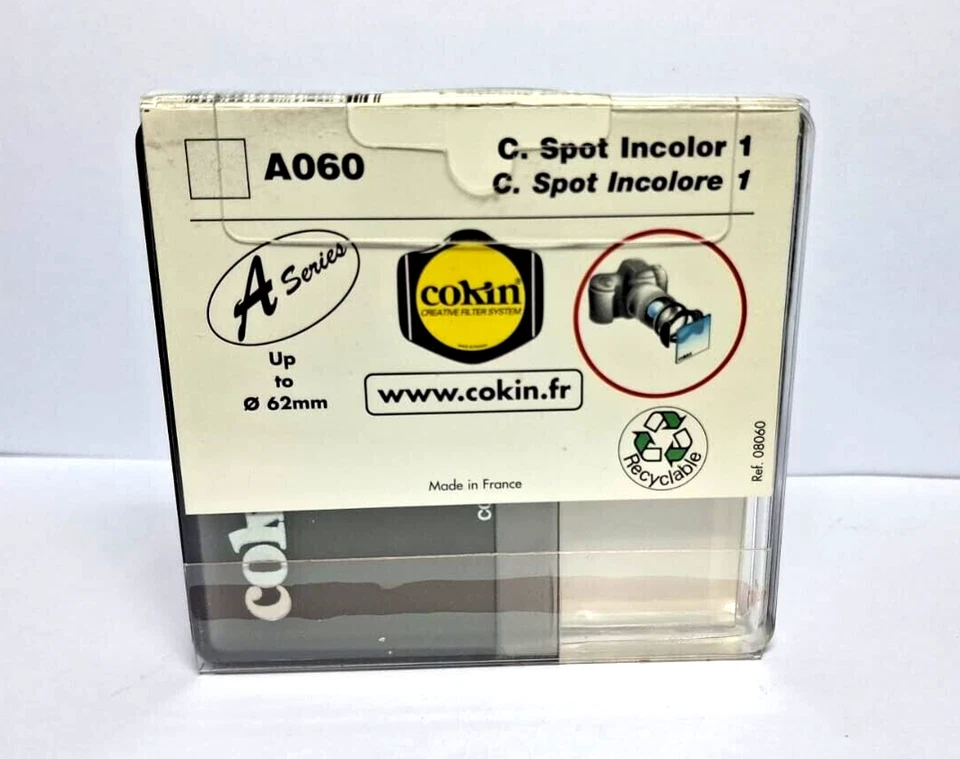 A060
C. Spot Incolor 1
C. Spot Incolore 1
A Series
Up
to
Ø 62mm
cokin®
CREATIVE FILTER SYSTEM
www.cokin.fr
Recyclable
Ref. 08060
Made in France
cok